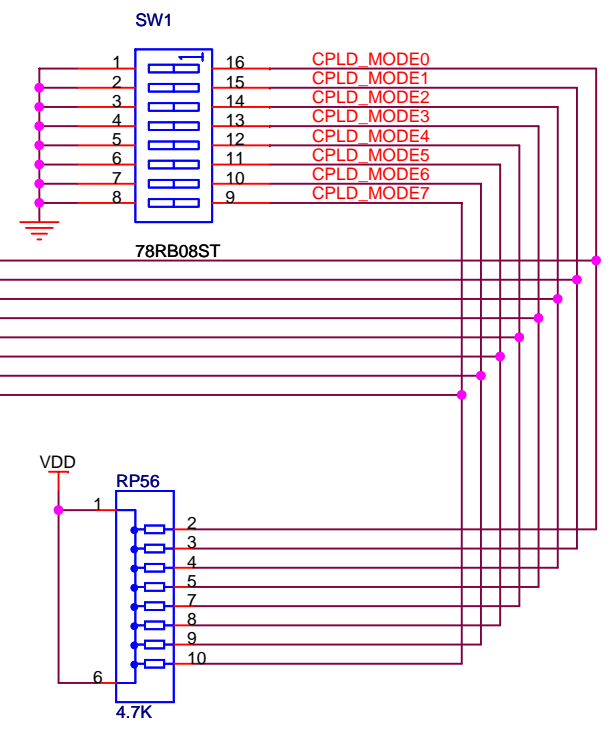 SW1
1 16 CPLD_MODE0
2 15 CPLD_MODE1
3 14 CPLD_MODE2
4 13 CPLD_MODE3
5 12 CPLD_MODE4
6 11 CPLD_MODE5
7 10 CPLD_MODE6
8 9 CPLD_MODE7
78RB08ST
VDD
RP56
1
2
3
4
5
7
8
9
10
6
4.7K